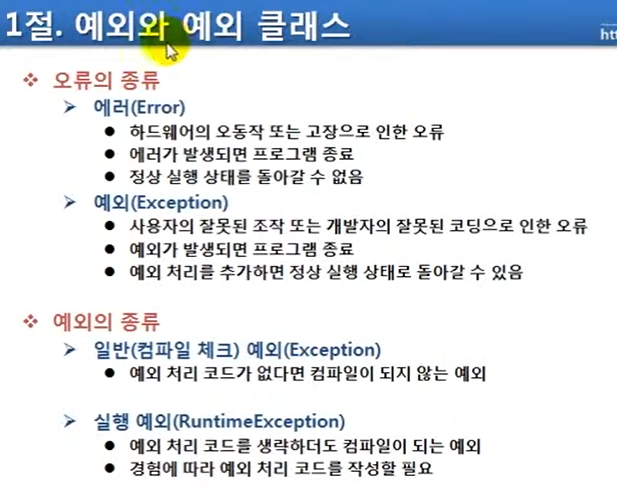 1절. 예외와 예외 클래스
htt
오류의 종류
에러(Error)
하드웨어의 오동작 또는 고장으로 인한 오류
에러가 발생되면 프로그램 종료
정상 실행 상태를 돌아갈 수 없음
예외(Exception)
사용자의 잘못된 조작 또는 개발자의 잘못된 코딩으로 인한 오류
예외가 발생되면 프로그램 종료
예외 처리를 추가하면 정상 실행 상태로 돌아갈 수 있음
예외의 종류
일반(컴파일 체크) 예외(Exception)
예외 처리 코드가 없다면 컴파일이 되지 않는 예외
실행 예외(RuntimeException)
예외 처리 코드를 생략하더도 컴파일이 되는 예외
경험에 따라 예외 처리 코드를 작성할 필요